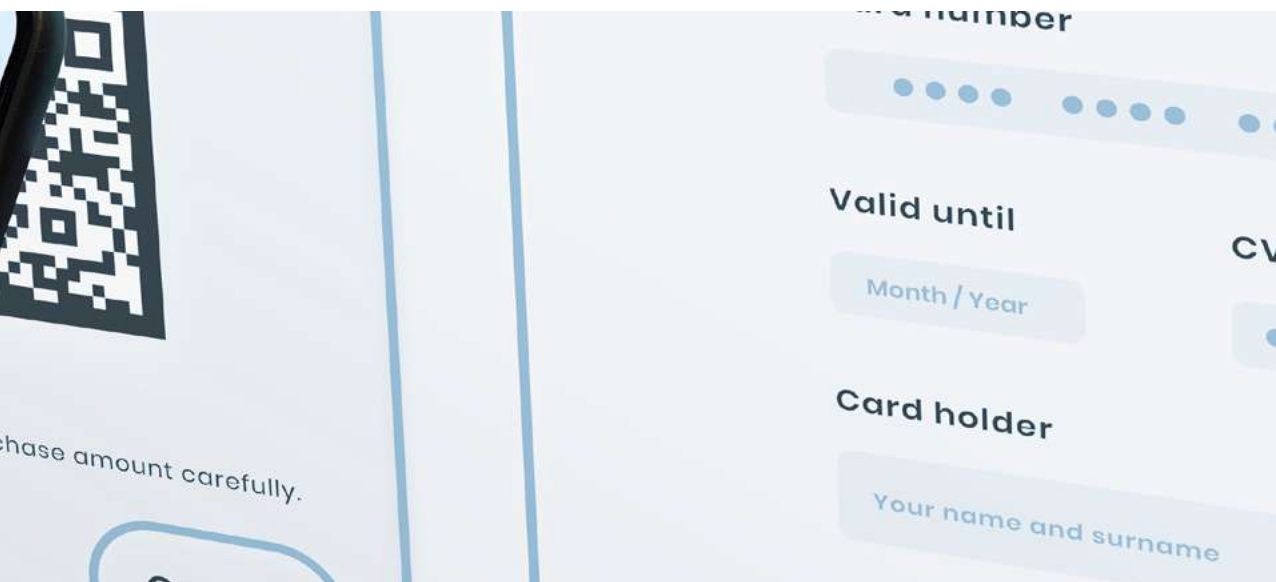 number
Valid until
Month / Year
Card holder
Your name and surname
amount carefully.